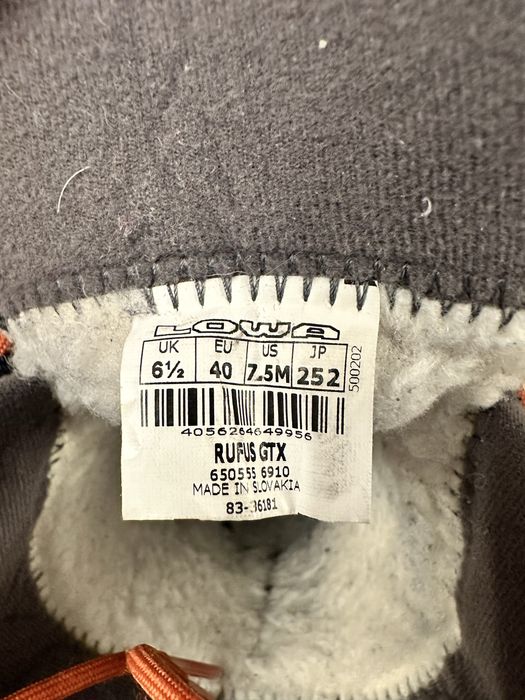 LOWA
UK EU US JP
6½ 40 7.5M 252
500202
4056264649956
RUFUS GTX
650555 6910
MADE IN SLOVAKIA